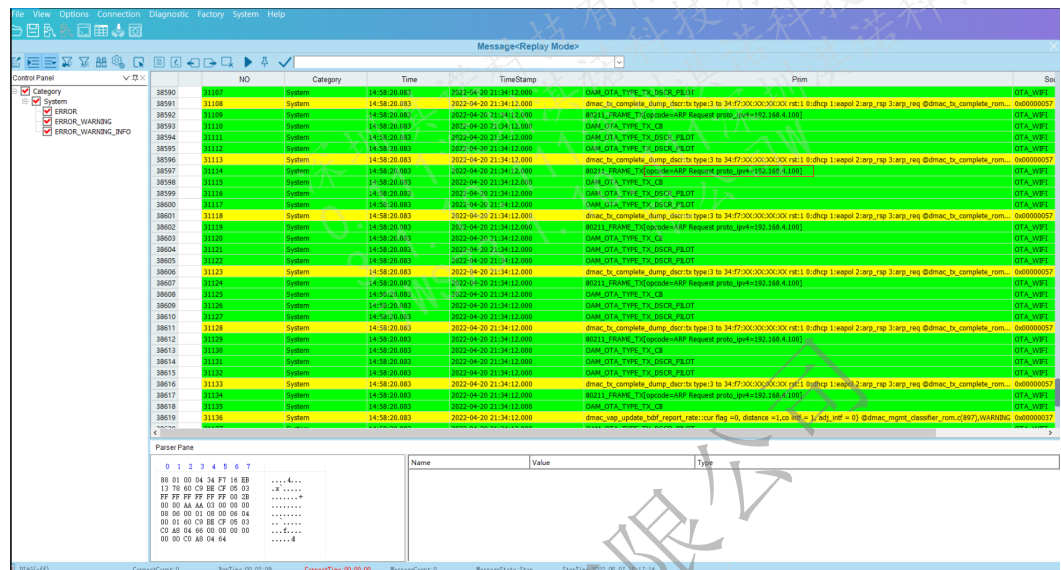 File View Options Connection Diagnostic Factory System Help
Message<Replay Mode>
Control Panel
Category
System
ERROR
ERROR_WARNING
ERROR_WARNING_INFO
NO Category Time TimeStamp Prim Sou
38590 31107 System 14:58:20.083 2022-04-20 21:34:12.000 OAM_OTA_TYPE_TX_DSCR_PILOT OTA_WIFI
38591 31108 System 14:58:20.083 2022-04-20 21:34:12.000 dmac_tx_complete_dump_dscr:tx type:3 to 34:f7:XX:XX:XX:XX rst:1 0:dhcp 1:eapol 2:arp_rsp 3:arp_req @dmac_tx_complete_rom... 0x00000057
38592 31109 System 14:58:20.083 2022-04-20 21:34:12.000 80211_FRAME_TX[opcode=ARP Request proto_ipv4=192.168.4.100] OTA_WIFI
38593 31110 System 14:58:20.083 2022-04-20 21:34:12.000 OAM_OTA_TYPE_TX_CB OTA_WIFI
38594 31111 System 14:58:20.083 2022-04-20 21:34:12.000 OAM_OTA_TYPE_TX_DSCR_PILOT OTA_WIFI
38595 31112 System 14:58:20.083 2022-04-20 21:34:12.000 OAM_OTA_TYPE_TX_DSCR_PILOT OTA_WIFI
38596 31113 System 14:58:20.083 2022-04-20 21:34:12.000 dmac_tx_complete_dump_dscr:tx type:3 to 34:f7:XX:XX:XX:XX rst:1 0:dhcp 1:eapol 2:arp_rsp 3:arp_req @dmac_tx_complete_rom... 0x00000057
38597 31114 System 14:58:20.083 2022-04-20 21:34:12.000 80211_FRAME_TX[opcode=ARP Request proto_ipv4=192.168.4.100] OTA_WIFI
38598 31115 System 14:58:20.083 2022-04-20 21:34:12.000 OAM_OTA_TYPE_TX_CB OTA_WIFI
38599 31116 System 14:58:20.083 2022-04-20 21:34:12.000 OAM_OTA_TYPE_TX_DSCR_PILOT OTA_WIFI
38600 31117 System 14:58:20.083 2022-04-20 21:34:12.000 OAM_OTA_TYPE_TX_DSCR_PILOT OTA_WIFI
38601 31118 System 14:58:20.083 2022-04-20 21:34:12.000 dmac_tx_complete_dump_dscr:tx type:3 to 34:f7:XX:XX:XX:XX rst:1 0:dhcp 1:eapol 2:arp_rsp 3:arp_req @dmac_tx_complete_rom... 0x00000057
38602 31119 System 14:58:20.083 2022-04-20 21:34:12.000 80211_FRAME_TX[opcode=ARP Request proto_ipv4=192.168.4.100] OTA_WIFI
38603 31120 System 14:58:20.083 2022-04-20 21:34:12.000 OAM_OTA_TYPE_TX_CB OTA_WIFI
38604 31121 System 14:58:20.083 2022-04-20 21:34:12.000 OAM_OTA_TYPE_TX_DSCR_PILOT OTA_WIFI
38605 31122 System 14:58:20.083 2022-04-20 21:34:12.000 OAM_OTA_TYPE_TX_DSCR_PILOT OTA_WIFI
38606 31123 System 14:58:20.083 2022-04-20 21:34:12.000 dmac_tx_complete_dump_dscr:tx type:3 to 34:f7:XX:XX:XX:XX rst:1 0:dhcp 1:eapol 2:arp_rsp 3:arp_req @dmac_tx_complete_rom... 0x00000057
38607 31124 System 14:58:20.083 2022-04-20 21:34:12.000 80211_FRAME_TX[opcode=ARP Request proto_ipv4=192.168.4.100] OTA_WIFI
38608 31125 System 14:58:20.083 2022-04-20 21:34:12.000 OAM_OTA_TYPE_TX_CB OTA_WIFI
38609 31126 System 14:58:20.083 2022-04-20 21:34:12.000 OAM_OTA_TYPE_TX_DSCR_PILOT OTA_WIFI
38610 31127 System 14:58:20.083 2022-04-20 21:34:12.000 OAM_OTA_TYPE_TX_DSCR_PILOT OTA_WIFI
38611 31128 System 14:58:20.083 2022-04-20 21:34:12.000 dmac_tx_complete_dump_dscr:tx type:3 to 34:f7:XX:XX:XX:XX rst:1 0:dhcp 1:eapol 2:arp_rsp 3:arp_req @dmac_tx_complete_rom... 0x00000057
38612 31129 System 14:58:20.083 2022-04-20 21:34:12.000 80211_FRAME_TX[opcode=ARP Request proto_ipv4=192.168.4.100] OTA_WIFI
38613 31130 System 14:58:20.083 2022-04-20 21:34:12.000 OAM_OTA_TYPE_TX_CB OTA_WIFI
38614 31131 System 14:58:20.083 2022-04-20 21:34:12.000 OAM_OTA_TYPE_TX_DSCR_PILOT OTA_WIFI
38615 31132 System 14:58:20.083 2022-04-20 21:34:12.000 OAM_OTA_TYPE_TX_DSCR_PILOT OTA_WIFI
38616 31133 System 14:58:20.083 2022-04-20 21:34:12.000 dmac_tx_complete_dump_dscr:tx type:3 to 34:f7:XX:XX:XX:XX rst:1 0:dhcp 1:eapol 2:arp_rsp 3:arp_req @dmac_tx_complete_rom... 0x00000057
38617 31134 System 14:58:20.083 2022-04-20 21:34:12.000 80211_FRAME_TX[opcode=ARP Request proto_ipv4=192.168.4.100] OTA_WIFI
38618 31135 System 14:58:20.083 2022-04-20 21:34:12.000 OAM_OTA_TYPE_TX_CB OTA_WIFI
38619 31136 System 14:58:20.083 2022-04-20 21:34:12.000 dmac_vap_update_txbf_report_rate::cur flag =0, distance =1,co intf = 1, adj_intf = 0} @dmac_mgmt_classifier_rom.c(897),WARNING 0x00000037
Parser Pane
0 1 2 3 4 5 6 7
88 01 00 04 34 F7 16 EB ....4...
13 78 60 C9 BE CF 05 03 .x`.....
FF FF FF FF FF FF 00 2B .......+
00 00 AA AA 03 00 00 00 ........
08 06 00 01 08 00 06 04 ........
00 01 60 C9 BE CF 05 03 ..`.....
C0 A8 04 66 00 00 00 00 ...f....
00 00 C0 A8 04 64 .....d
Name Value Type
限公司